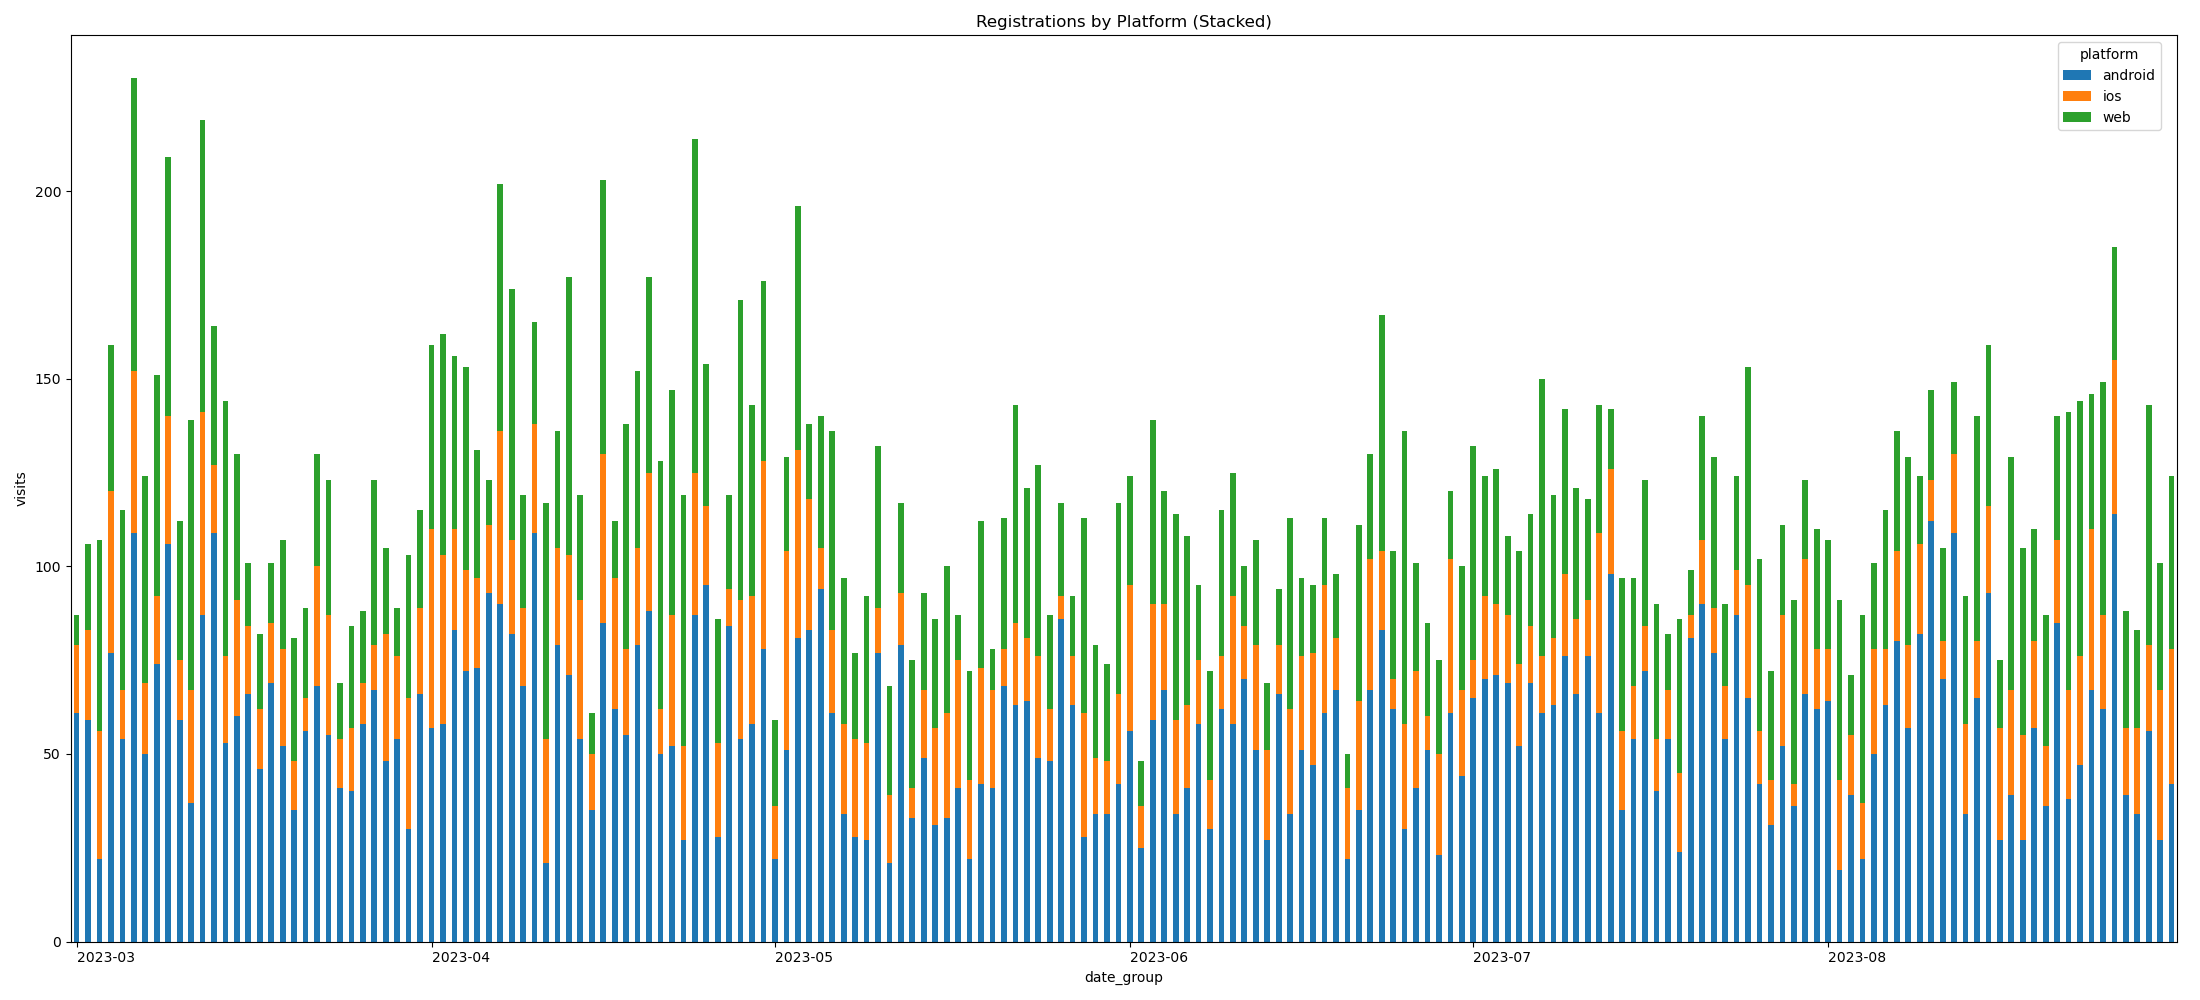 Registrations by Platform (Stacked)
platform
android
ios
web
visits
200
150
100
50
0
2023-03 2023-04 2023-05 2023-06 2023-07 2023-08
date_group